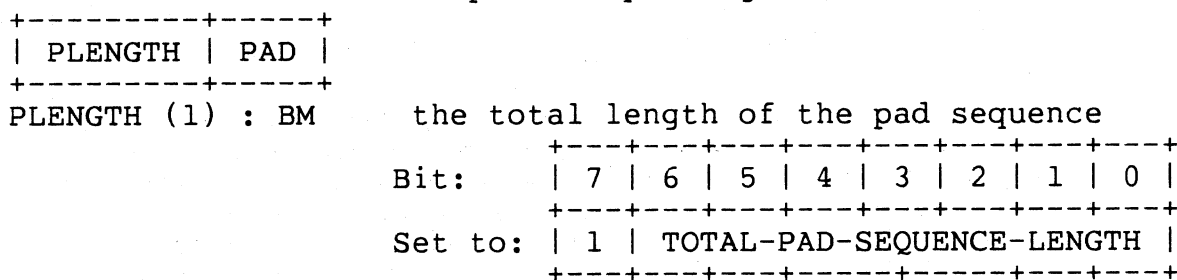 +----------+-----+
| PLENGTH | PAD |
+----------+-----+
PLENGTH (1) : BM the total length of the pad sequence
+---+---+---+---+---+---+---+---+
Bit: | 7 | 6 | 5 | 4 | 3 | 2 | 1 | 0 |
+---+---+---+---+---+---+---+---+
Set to: | 1 | TOTAL-PAD-SEQUENCE-LENGTH |
+---+---+---+-----+-----+---+---+